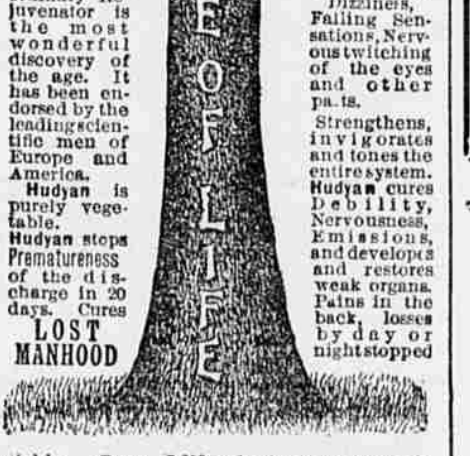 juvenator is
the most
wonderful
discovery of
the age. It
has been en-
dorsed by the
leading scien-
tific men of
Europe and
America.
Hudyan is
purely vege-
table.
Hudyan stops
Prematureness
of the dis-
charge in 20
days. Cures
LOST
MANHOOD
E OF LIFE
Dizziness,
Falling Sen-
sations, Nerv-
ous twitching
of the eyes
and other
pa.ts.
Strengthens,
invigorates
and tones the
entire system.
Hudyan cures
Debility,
Nervousness,
Emissions,
and developes
and restores
weak organs.
Pains in the
back, losses
by day or
night stopped